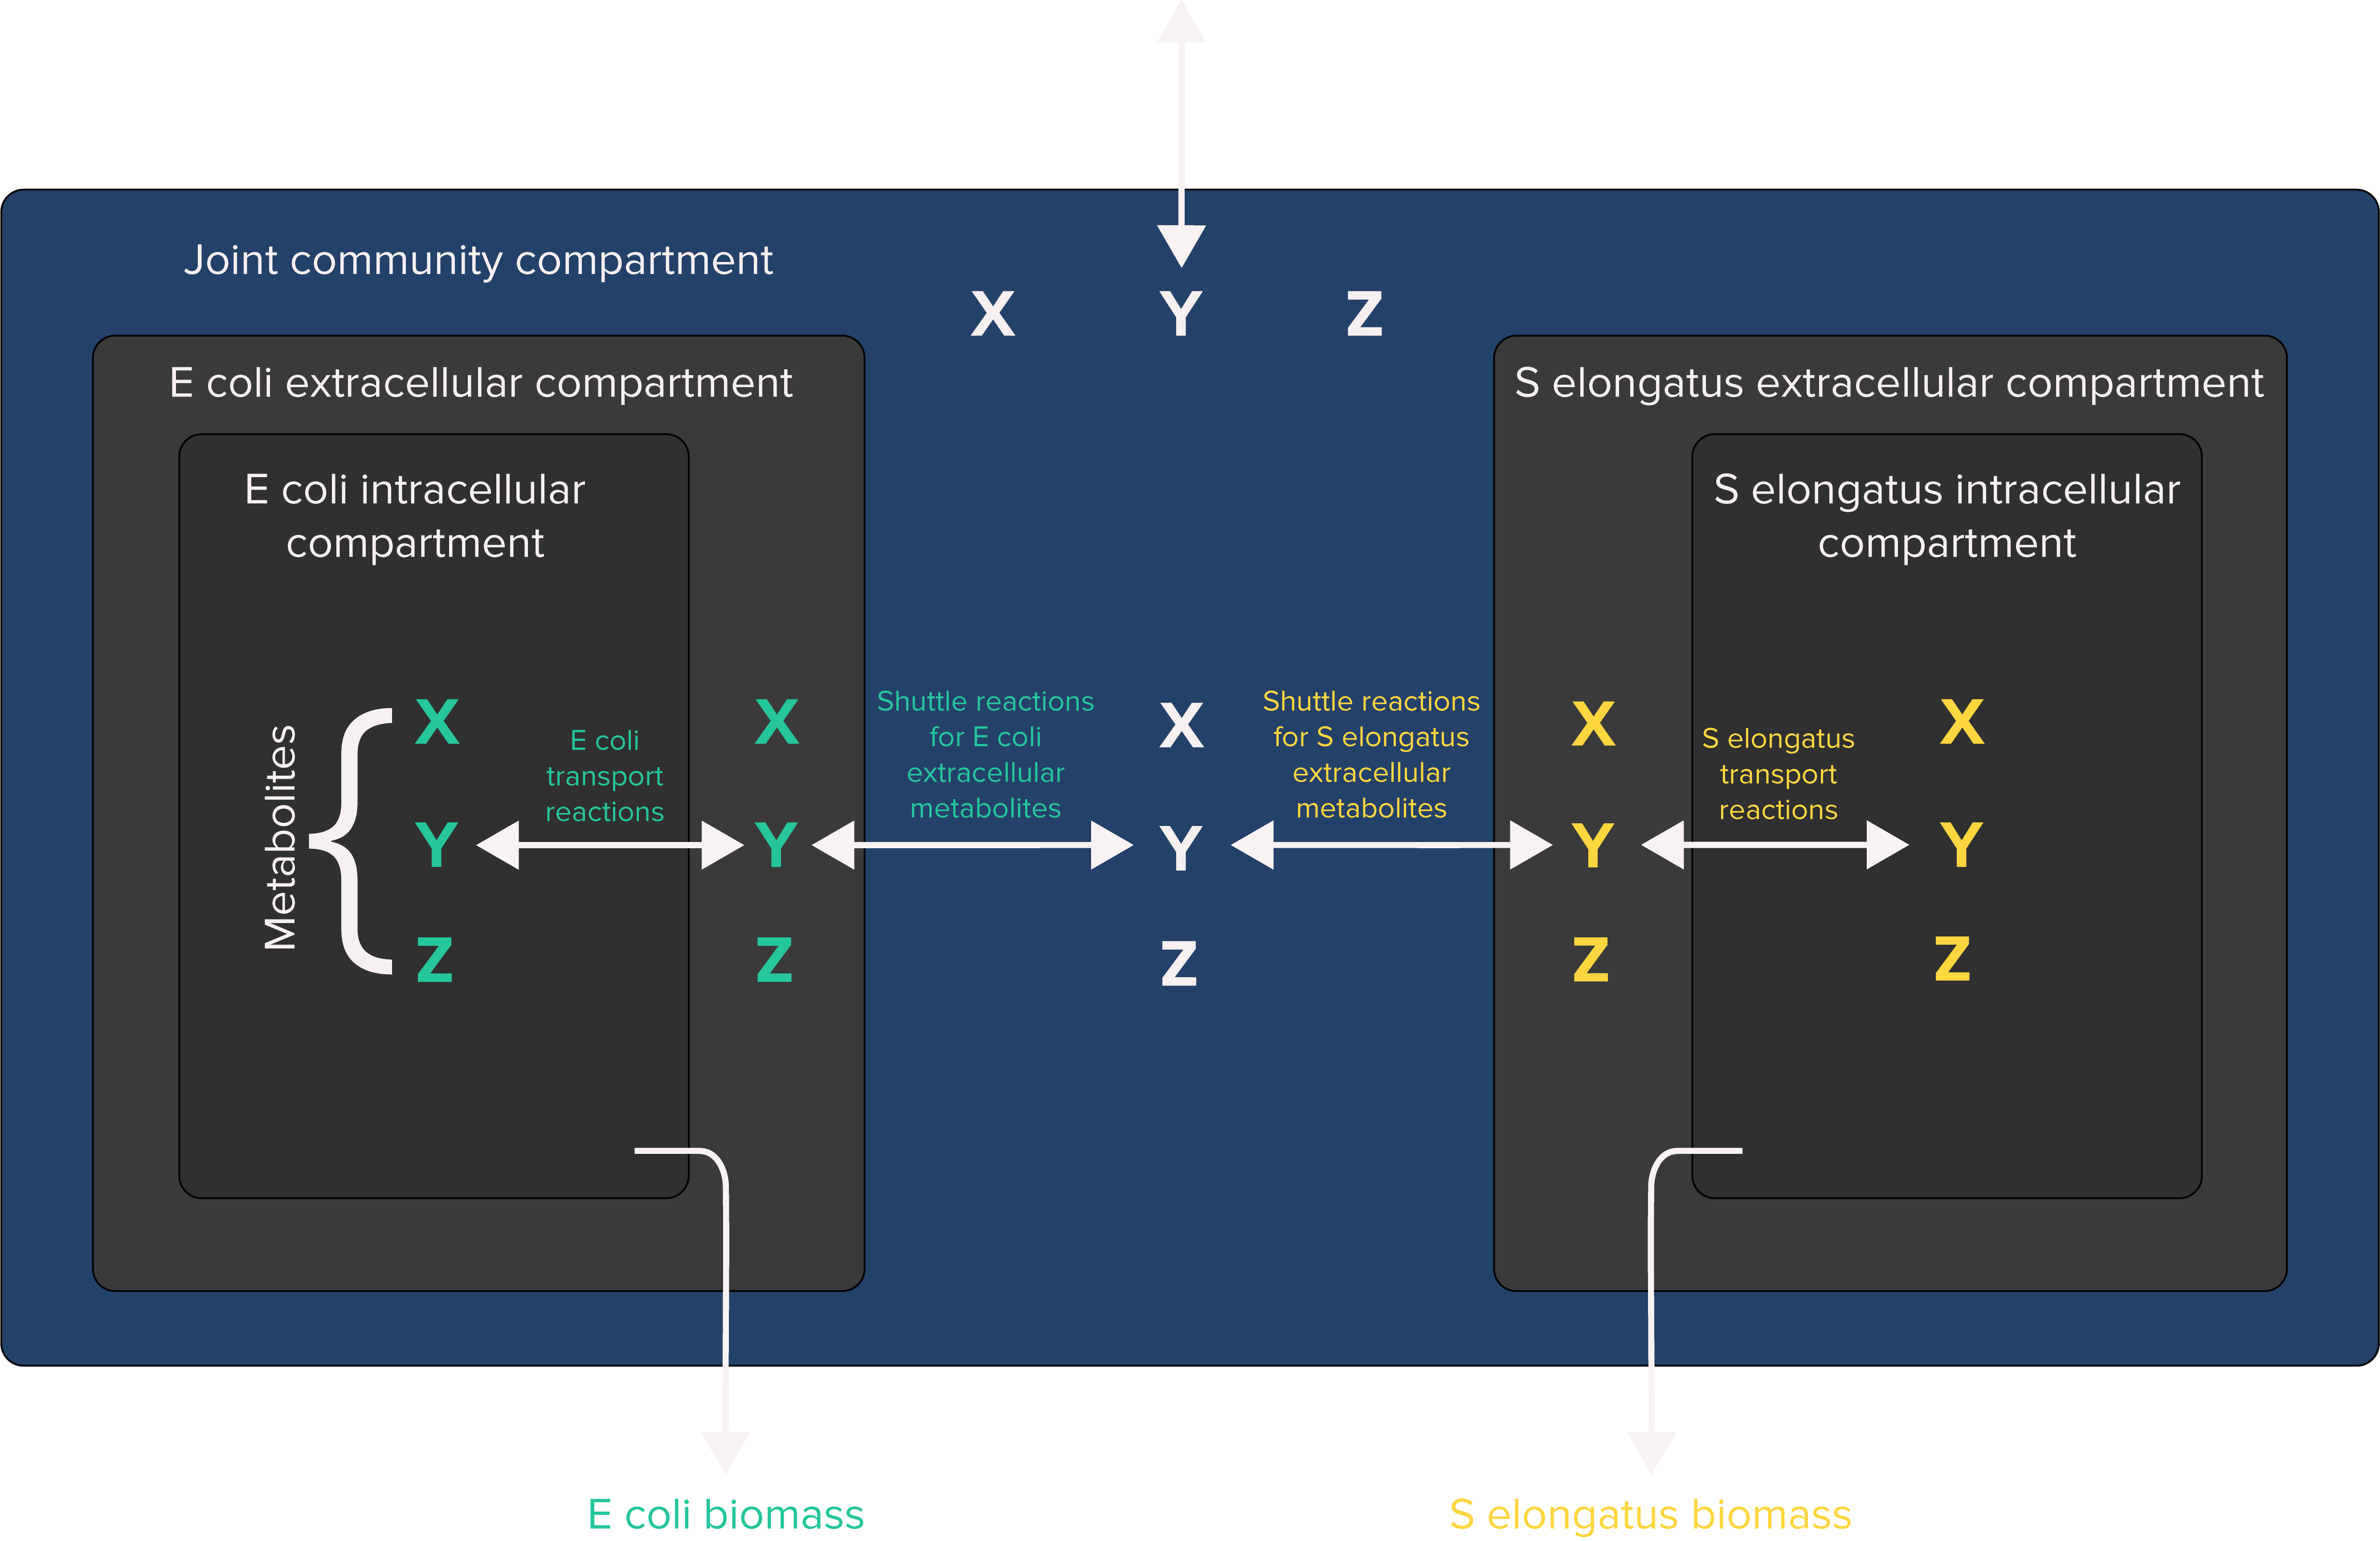 Joint community compartment
X Y Z
E coli extracellular compartment
S elongatus extracellular compartment
E coli intracellular
compartment
S elongatus intracellular
compartment
Metabolites
X
Y
Z
E coli
transport
reactions
X
Y
Z
Shuttle reactions
for E coli
extracellular
metabolites
X
Y
Z
Shuttle reactions
for S elongatus
extracellular
metabolites
X
Y
Z
S elongatus
transport
reactions
X
Y
Z
E coli biomass
S elongatus biomass